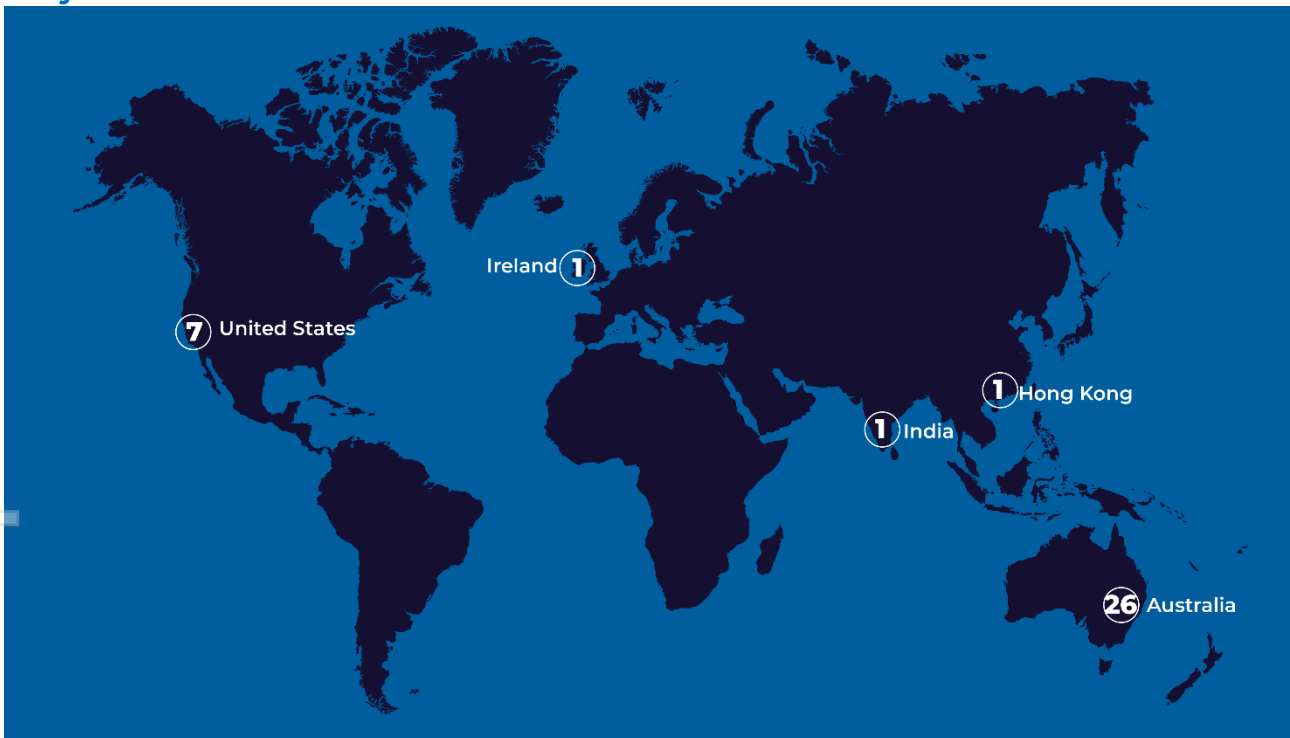 Ireland 1
7 United States
1 Hong Kong
1 India
26 Australia